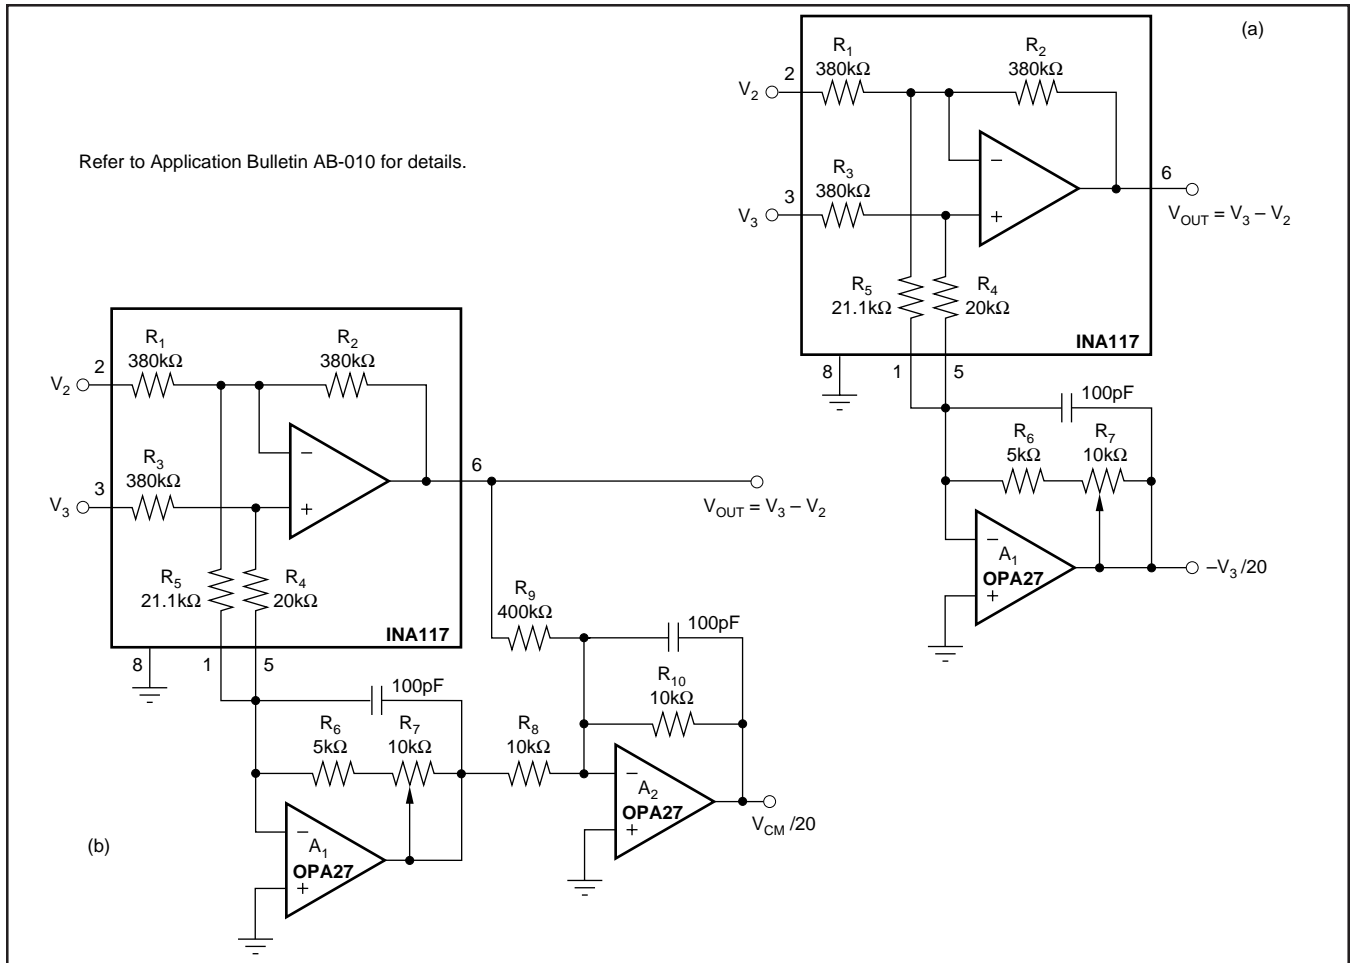 (a)
R1
380kΩ
R2
380kΩ
2
V2
Refer to Application Bulletin AB-010 for details.
–
R3
380kΩ
6
3
V3
+
VOUT = V3 – V2
R5
21.1kΩ
R4
20kΩ
INA117
8
1
5
100pF
R6
5kΩ
R7
10kΩ
–
A1
OPA27
+
–V3 /20
R1
380kΩ
R2
380kΩ
2
V2
–
R3
380kΩ
6
3
V3
+
VOUT = V3 – V2
R5
21.1kΩ
R4
20kΩ
INA117
8
1
5
R9
400kΩ
100pF
100pF
R10
10kΩ
R6
5kΩ
R7
10kΩ
R8
10kΩ
–
A2
OPA27
+
VCM /20
–
A1
OPA27
+
(b)